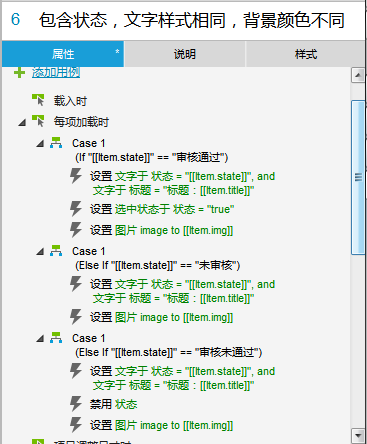 6 包含状态，文字样式相同，背景颜色不同
属性 * 说明 样式
添加用例
载入时
每项加载时
Case 1
(If "[[Item.state]]" == "审核通过")
设置 文字于 状态 = "[[Item.state]]", and
文字于 标题 = "标题：[[Item.title]]"
设置 选中状态于 状态 = "true"
设置 图片 image to [[Item.img]]
Case 1
(Else If "[[Item.state]]" == "未审核")
设置 文字于 状态 = "[[Item.state]]", and
文字于 标题 = "标题：[[Item.title]]"
设置 图片 image to [[Item.img]]
Case 1
(Else If "[[Item.state]]" == "审核未通过")
设置 文字于 状态 = "[[Item.state]]", and
文字于 标题 = "标题：[[Item.title]]"
禁用 状态
设置 图片 image to [[Item.img]]